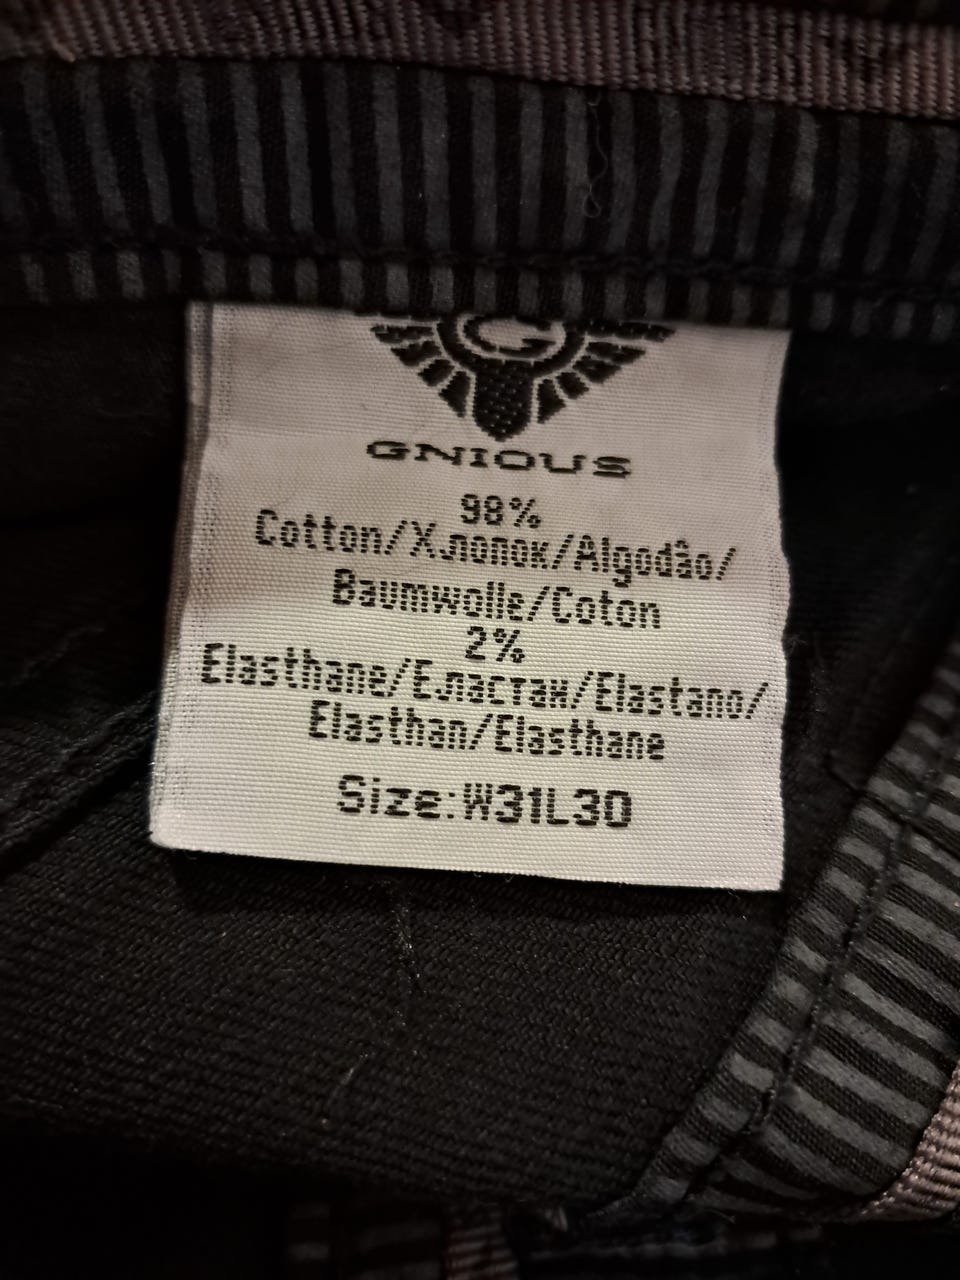 G
GNIOUS
98%
Cotton/Хлопок/Algodão/
Baumwolle/Coton
2%
Elasthane/Еластан/Elastano/
Elasthan/Elasthane
Size:W31L30